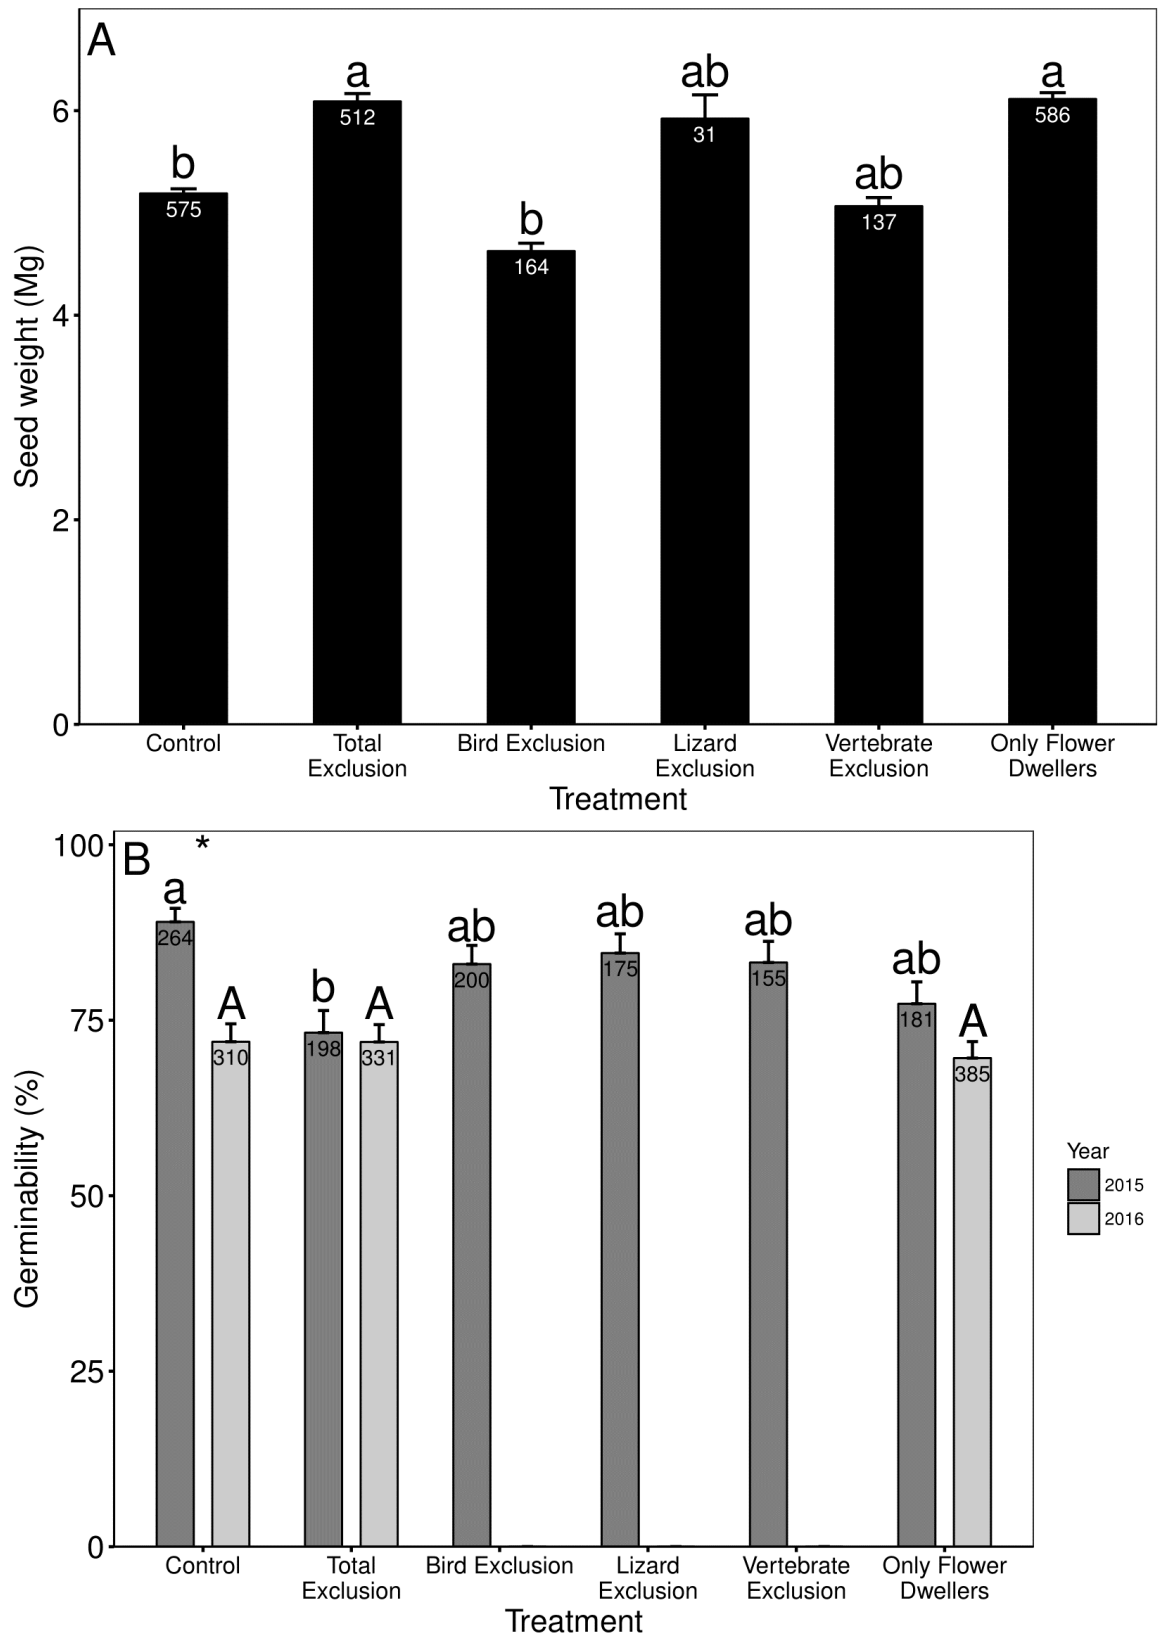 A
a
ab
a
6
512
31
586
b
ab
575
b
137
164
Seed weight (Mg)
4
2
0
Control
Total
Exclusion
Bird Exclusion
Lizard
Exclusion
Vertebrate
Exclusion
Only Flower
Dwellers
Treatment
100
B
*
a
ab
ab
ab
264
200
175
155
ab
b
A
A
A
75
181
310
198
331
385
Germinability (%)
50
25
0
Year
2015
2016
Control
Total
Exclusion
Bird Exclusion
Lizard
Exclusion
Vertebrate
Exclusion
Only Flower
Dwellers
Treatment